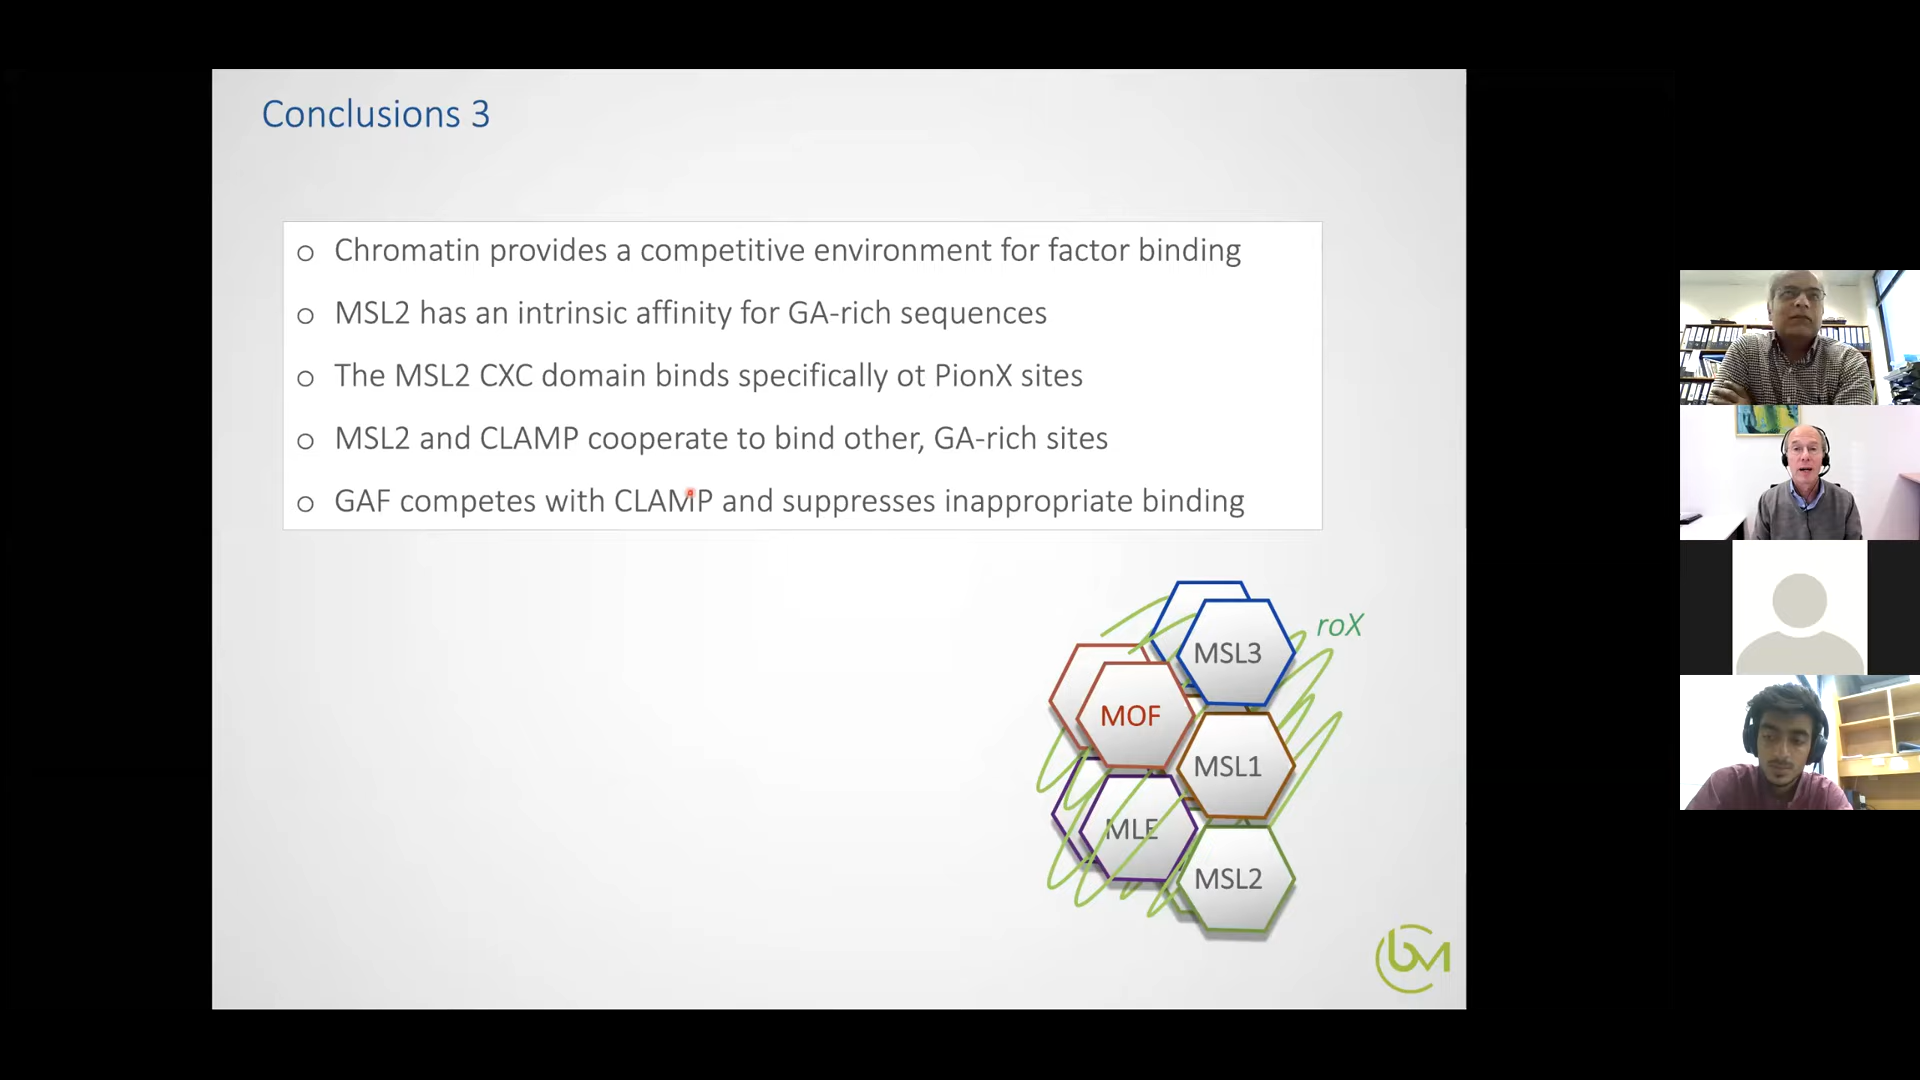 Conclusions 3
o Chromatin provides a competitive environment for factor binding
o MSL2 has an intrinsic affinity for GA-rich sequences
o The MSL2 CXC domain binds specifically ot PionX sites
o MSL2 and CLAMP cooperate to bind other, GA-rich sites
o GAF competes with CLAMP and suppresses inappropriate binding
roX
MSL3
MOF
MSL1
MLE
MSL2
bM